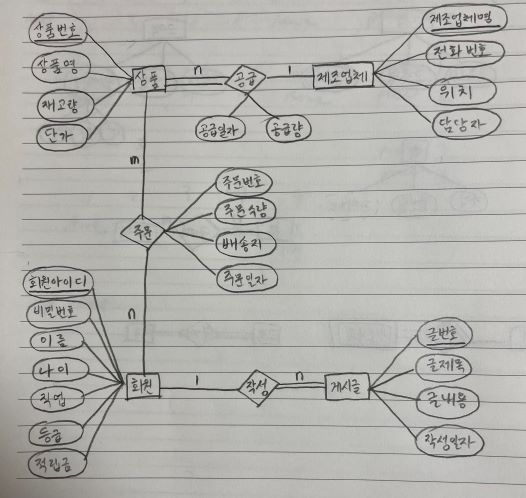 상품번호
상품명
재고량
단가
상품
n
공급
1
제조업체
공급일자
공급량
제조업체명
전화번호
위치
담당자
m
주문
주문번호
주문수량
배송지
주문일자
n
회원아이디
비밀번호
이름
나이
직업
등급
적립금
회원
1
작성
n
게시글
글번호
글제목
글내용
작성일자